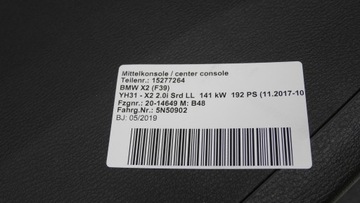 Mittelkonsole / center console
Teilenr.: 15277264
BMW X2 (F39)
YH31 - X2 2.0i Srd LL 141 kW 192 PS (11.2017-10
Fzgnr.: 20-14649 M: B48
Fahrg.Nr.: 5N50902
BJ: 05/2019